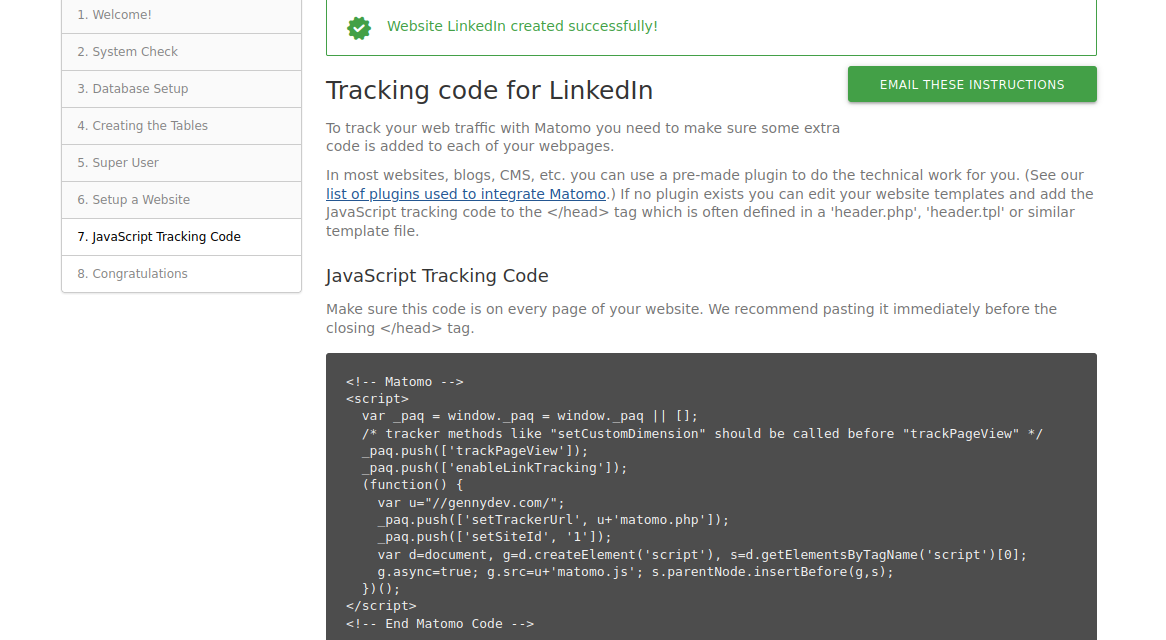 1. Welcome!
2. System Check
3. Database Setup
4. Creating the Tables
5. Super User
6. Setup a Website
7. JavaScript Tracking Code
8. Congratulations
Website LinkedIn created successfully!
Tracking code for LinkedIn
EMAIL THESE INSTRUCTIONS
To track your web traffic with Matomo you need to make sure some extra
code is added to each of your webpages.
In most websites, blogs, CMS, etc. you can use a pre-made plugin to do the technical work for you. (See our
list of plugins used to integrate Matomo.) If no plugin exists you can edit your website templates and add the
JavaScript tracking code to the </head> tag which is often defined in a 'header.php', 'header.tpl' or similar
template file.
JavaScript Tracking Code
Make sure this code is on every page of your website. We recommend pasting it immediately before the
closing </head> tag.
<!-- Matomo -->
<script>
  var _paq = window._paq = window._paq || [];
  /* tracker methods like "setCustomDimension" should be called before "trackPageView" */
  _paq.push(['trackPageView']);
  _paq.push(['enableLinkTracking']);
  (function() {
    var u="//gennydev.com/";
    _paq.push(['setTrackerUrl', u+'matomo.php']);
    _paq.push(['setSiteId', '1']);
    var d=document, g=d.createElement('script'), s=d.getElementsByTagName('script')[0];
    g.async=true; g.src=u+'matomo.js'; s.parentNode.insertBefore(g,s);
  })();
</script>
<!-- End Matomo Code -->